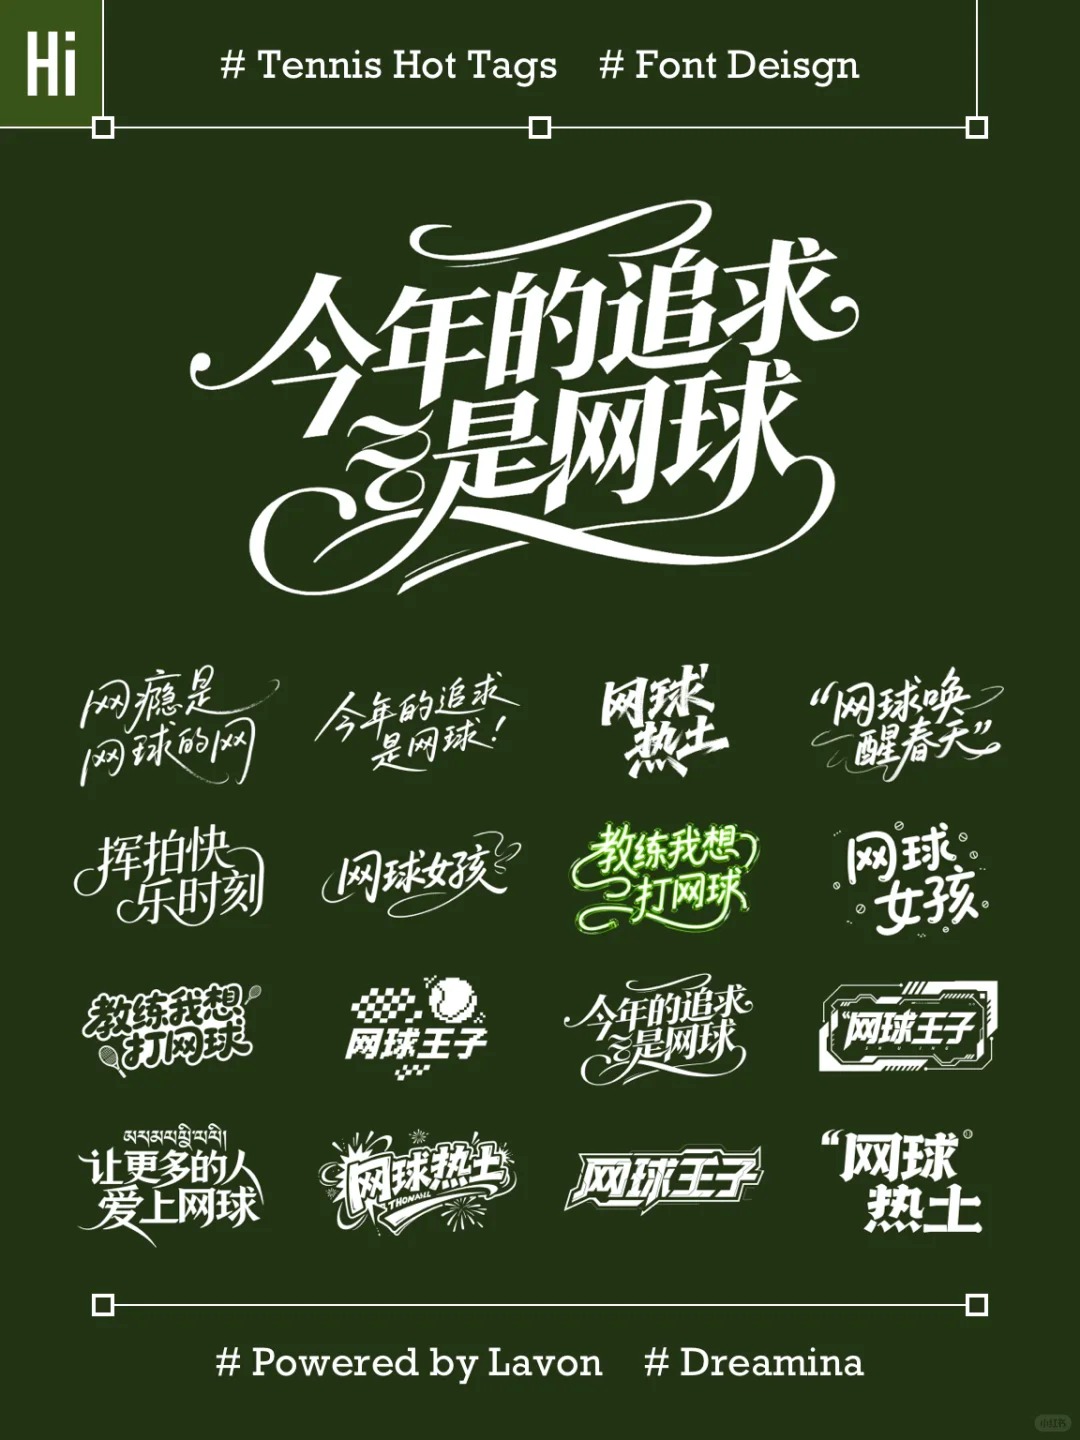 Hi
# Tennis Hot Tags # Font Deisgn
今年的追求
是网球
网瘾是
网球的网
今年的追求
是网球！
网球
热土
“网球唤
醒春天”
挥拍快
乐时刻
网球女孩
教练我想
打网球
网球
女孩
教练我想
打网球
网球王子
今年的追求
是网球
“网球王子
让更多的人
爱上网球
网球热土
网球王子
“网球
热土
# Powered by Lavon # Dreamina
小红书